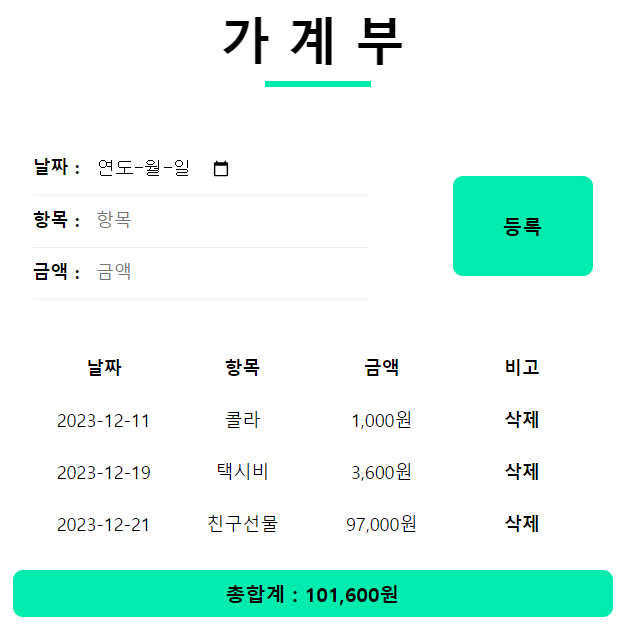 가 계 부
날짜 : 연도-월-일
항목 : 항목
등록
금액 : 금액
날짜 항목 금액 비고
2023-12-11 콜라 1,000원 삭제
2023-12-19 택시비 3,600원 삭제
2023-12-21 친구선물 97,000원 삭제
총합계 : 101,600원